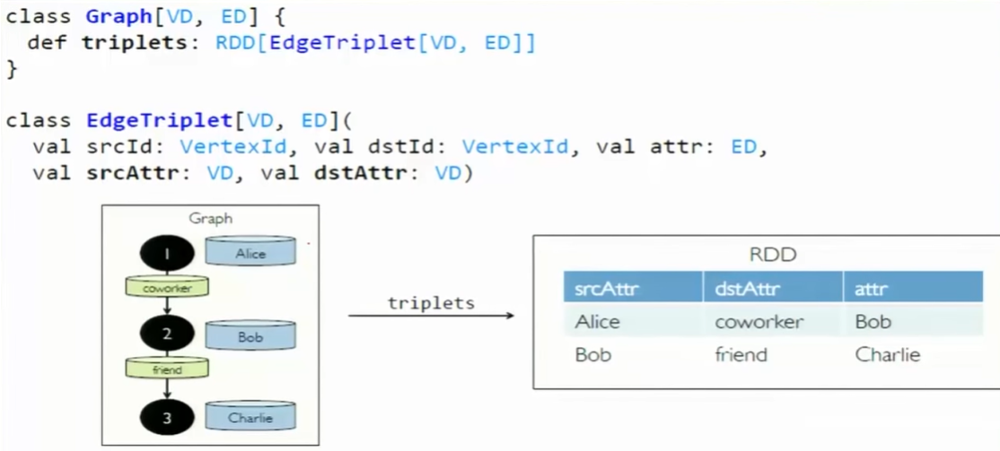 class Graph[VD, ED] {
  def triplets: RDD[EdgeTriplet[VD, ED]]
}
class EdgeTriplet[VD, ED](
  val srcId: VertexId, val dstId: VertexId, val attr: ED,
  val srcAttr: VD, val dstAttr: VD)
Graph
1 Alice
coworker
2 Bob
friend
3 Charlie
triplets
RDD
srcAttr dstAttr attr
Alice coworker Bob
Bob friend Charlie